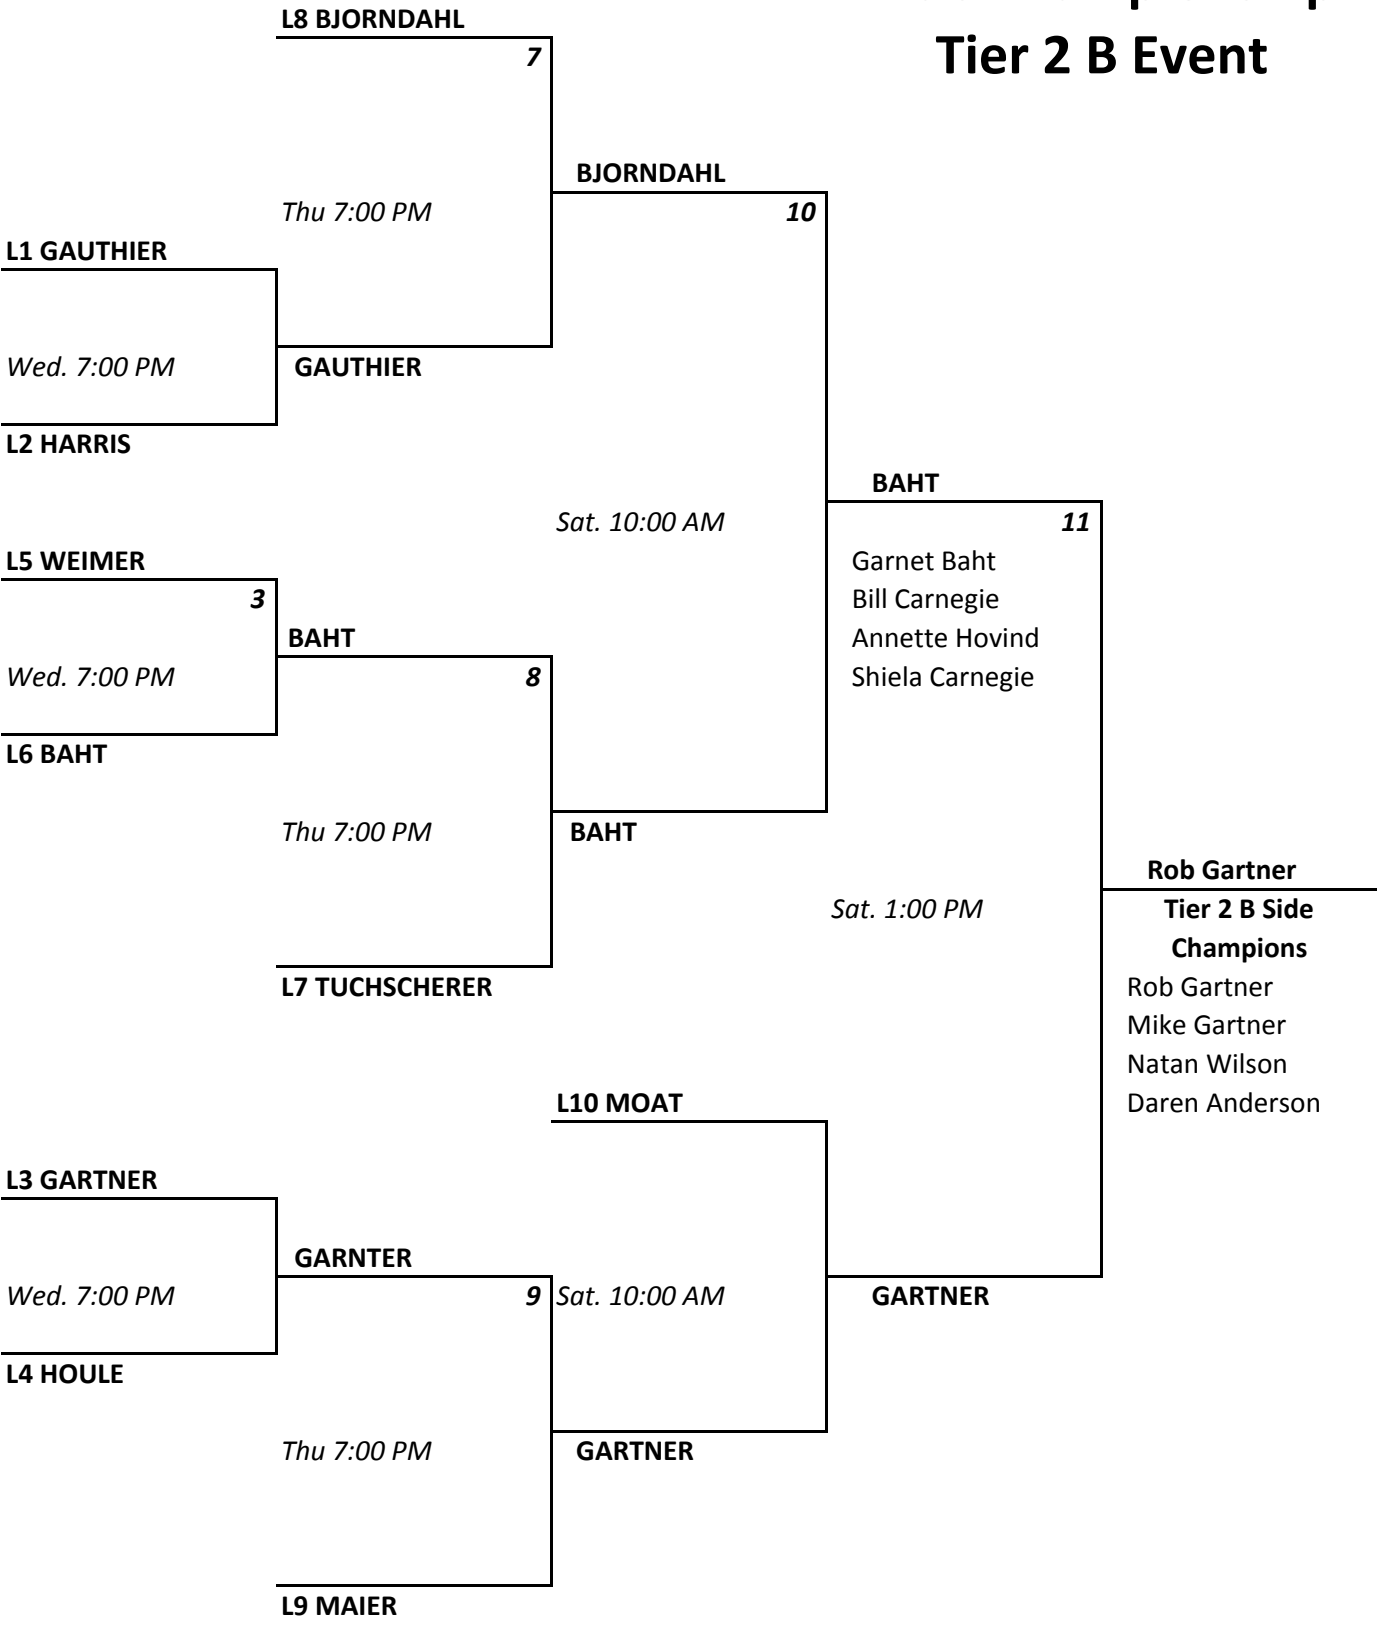 Tier 2 B Event
L8 BJORNDAHL
7
BJORNDAHL
Thu 7:00 PM
10
L1 GAUTHIER
Wed. 7:00 PM
GAUTHIER
L2 HARRIS
BAHT
Sat. 10:00 AM
11
L5 WEIMER
Garnet Baht
3
Bill Carnegie
BAHT
Annette Hovind
Wed. 7:00 PM
8
Shiela Carnegie
L6 BAHT
Thu 7:00 PM
BAHT
Rob Gartner
Sat. 1:00 PM
Tier 2 B Side
Champions
L7 TUCHSCHERER
Rob Gartner
Mike Gartner
Natan Wilson
L10 MOAT
Daren Anderson
L3 GARTNER
GARNTER
Wed. 7:00 PM
9
Sat. 10:00 AM
GARTNER
L4 HOULE
Thu 7:00 PM
GARTNER
L9 MAIER